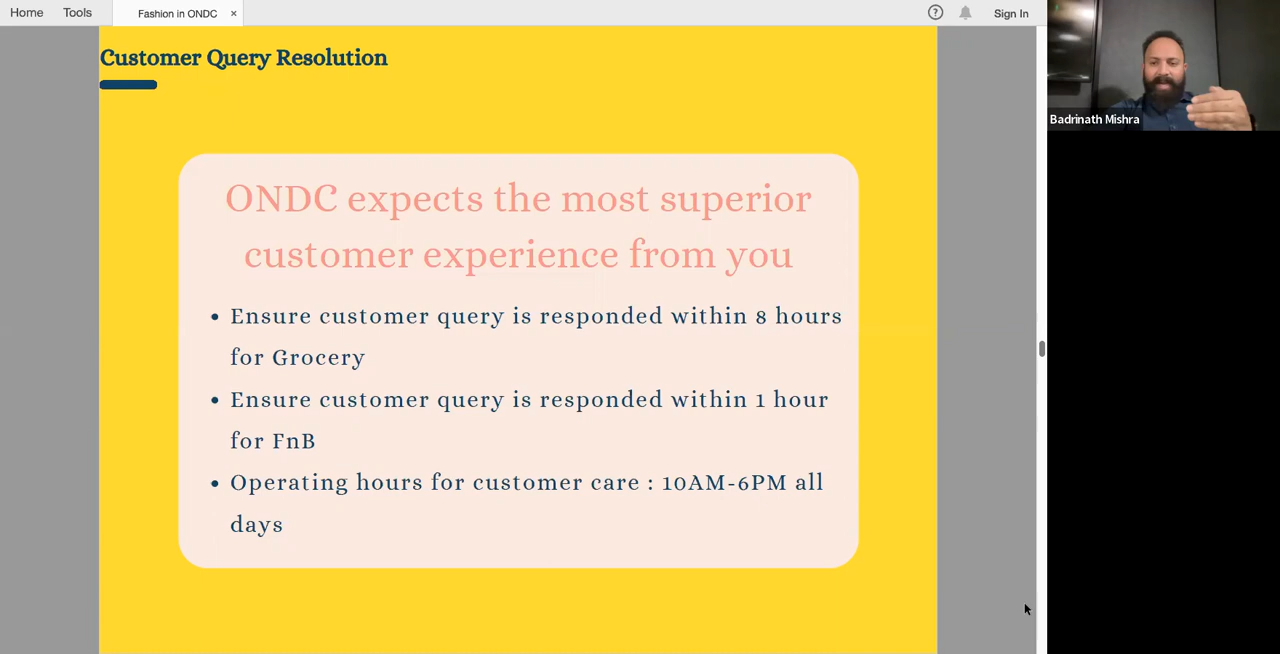 Home Tools Fashion in ONDC × ? Sign In
Customer Query Resolution
ONDC expects the most superior
customer experience from you
• Ensure customer query is responded within 8 hours
for Grocery
• Ensure customer query is responded within 1 hour
for FnB
• Operating hours for customer care : 10AM-6PM all
days
Badrinath Mishra